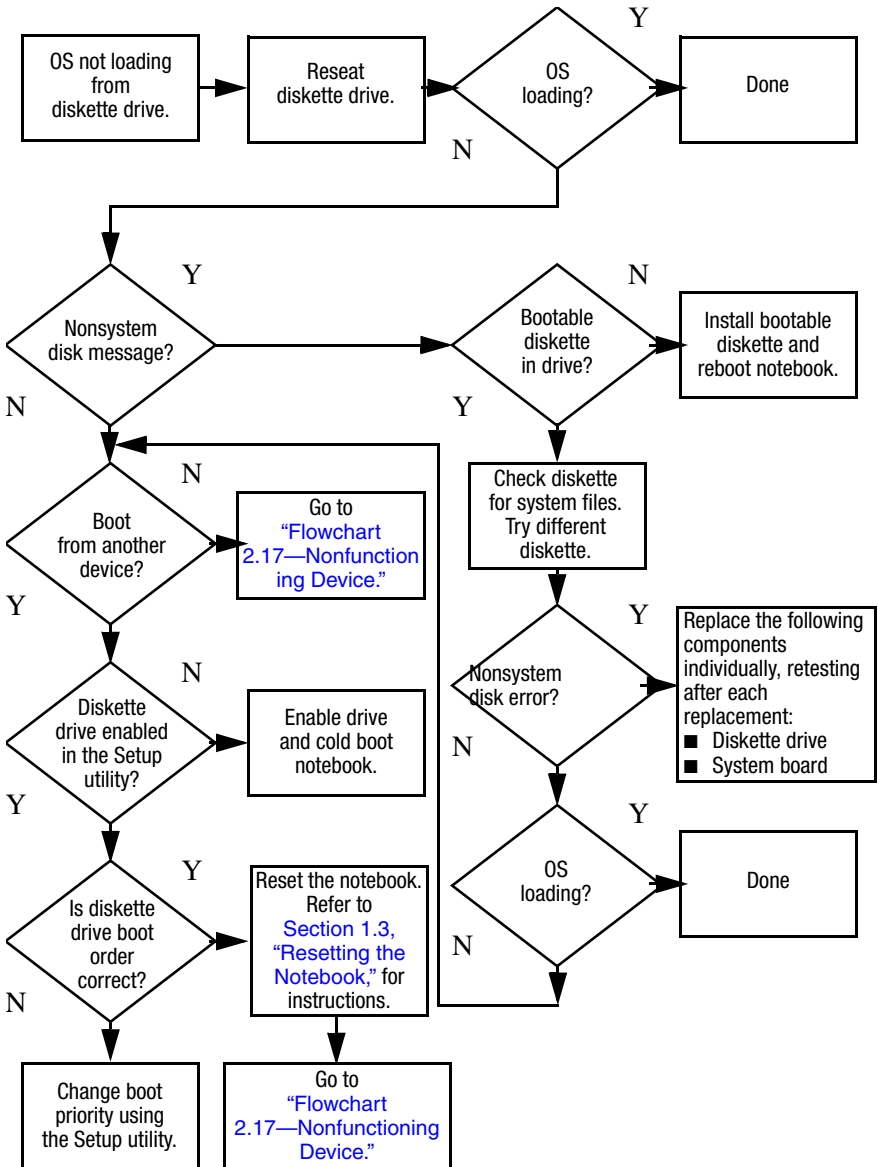 Y
OS not loading
from
diskette drive.
Reseat
diskette drive.
OS
loading?
Done
N
Y
Nonsystem
disk message?
N
N
Bootable
diskette
in drive?
Y
Install bootable
diskette and
reboot notebook.
N
Boot
from another
device?
Y
Go to
“Flowchart
2.17—Nonfunction
ing Device.”
Check diskette
for system files.
Try different
diskette.
N
Diskette
drive enabled
in the Setup
utility?
Y
Enable drive
and cold boot
notebook.
Y
Nonsystem
disk error?
N
Replace the following
components
individually, retesting
after each
replacement:
■ Diskette drive
■ System board
Y
Is diskette
drive boot
order
correct?
N
Reset the notebook.
Refer to
Section 1.3,
“Resetting the
Notebook,” for
instructions.
Y
OS
loading?
N
Done
Change boot
priority using
the Setup utility.
Go to
“Flowchart
2.17—Nonfunctioning
Device.”